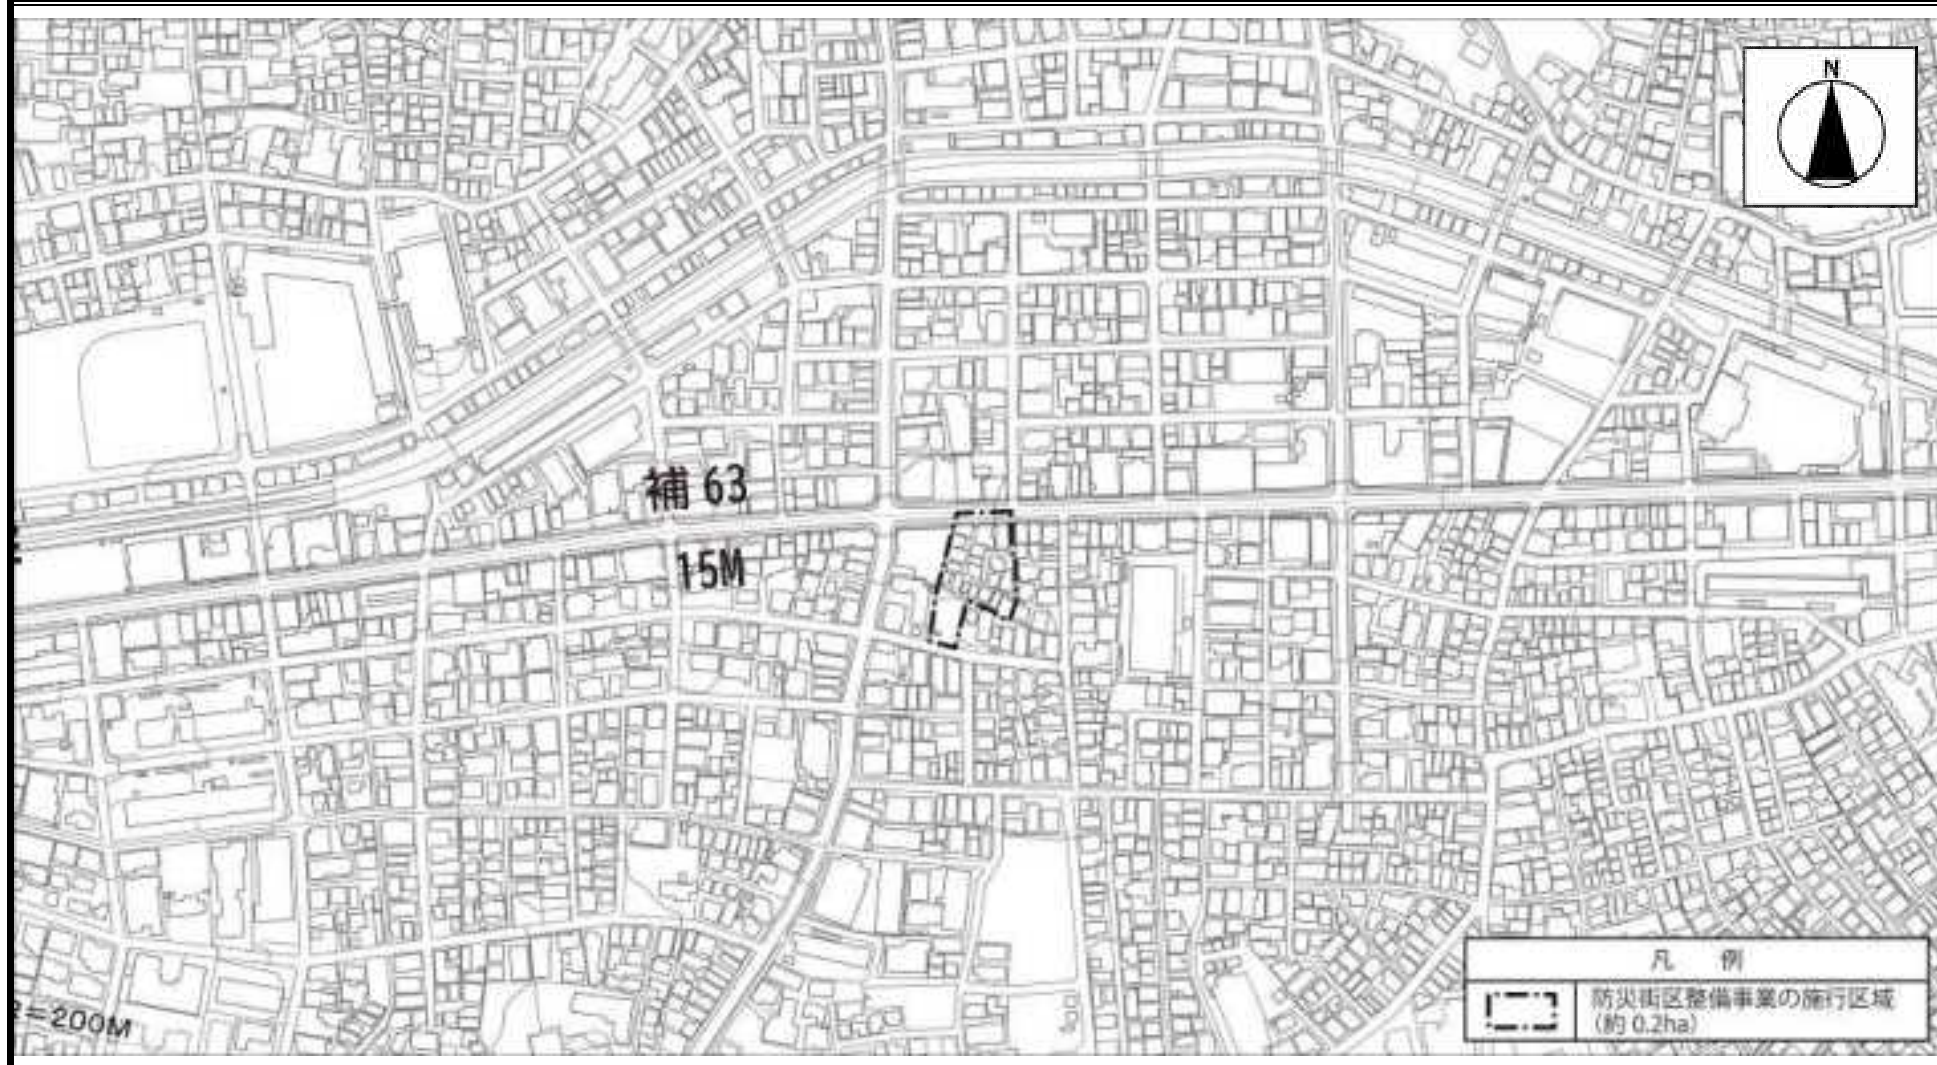 N
補 63
15M
凡 例
防災街区整備事業の施行区域
(約 0.2ha)
=200M